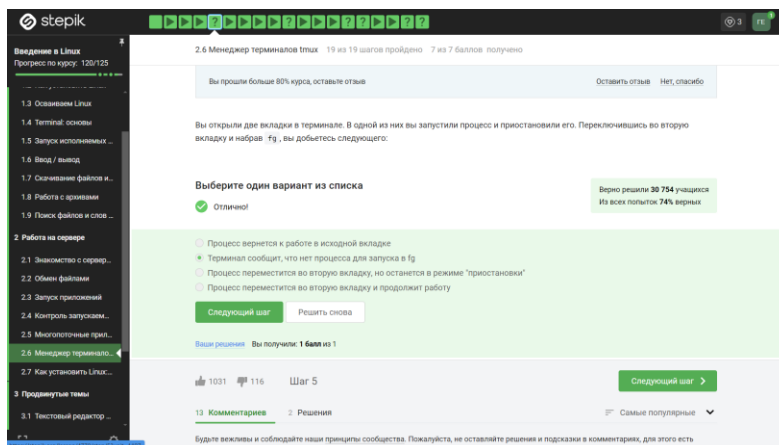 stepik
3
ГЕ
Введение в Linux
Прогресс по курсу: 120/125
2.6 Менеджер терминалов tmux 19 из 19 шагов пройдено 7 из 7 баллов получено
Вы прошли больше 80% курса, оставьте отзыв
Оставить отзыв Нет, спасибо
1.3 Осваиваем Linux
1.4 Terminal: основы
1.5 Запуск исполняемых ...
1.6 Ввод / вывод
1.7 Скачивание файлов и...
1.8 Работа с архивами
1.9 Поиск файлов и слов ...
2 Работа на сервере
2.1 Знакомство с сервер...
2.2 Обмен файлами
2.3 Запуск приложений
2.4 Контроль запускаем...
2.5 Многопоточные прил...
2.6 Менеджер терминало...
2.7 Как установить Linux:...
3 Продвинутые темы
3.1 Текстовый редактор ...
Вы открыли две вкладки в терминале. В одной из них вы запустили процесс и приостановили его. Переключившись во вторую
вкладку и набрав fg , вы добьетесь следующего:
Выберите один вариант из списка
Отлично!
Верно решили 30 754 учащихся
Из всех попыток 74% верных
Процесс вернется к работе в исходной вкладке
Терминал сообщит, что нет процесса для запуска в fg
Процесс переместится во вторую вкладку, но останется в режиме "приостановки"
Процесс переместится во вторую вкладку и продолжит работу
Следующий шаг
Решить снова
Ваши решения Вы получили: 1 балл из 1
1031 116 Шаг 5
Следующий шаг
13 Комментариев 2 Решения
Самые популярные
Будьте вежливы и соблюдайте наши принципы сообщества. Пожалуйста, не оставляйте решения и подсказки в комментариях, для этого есть